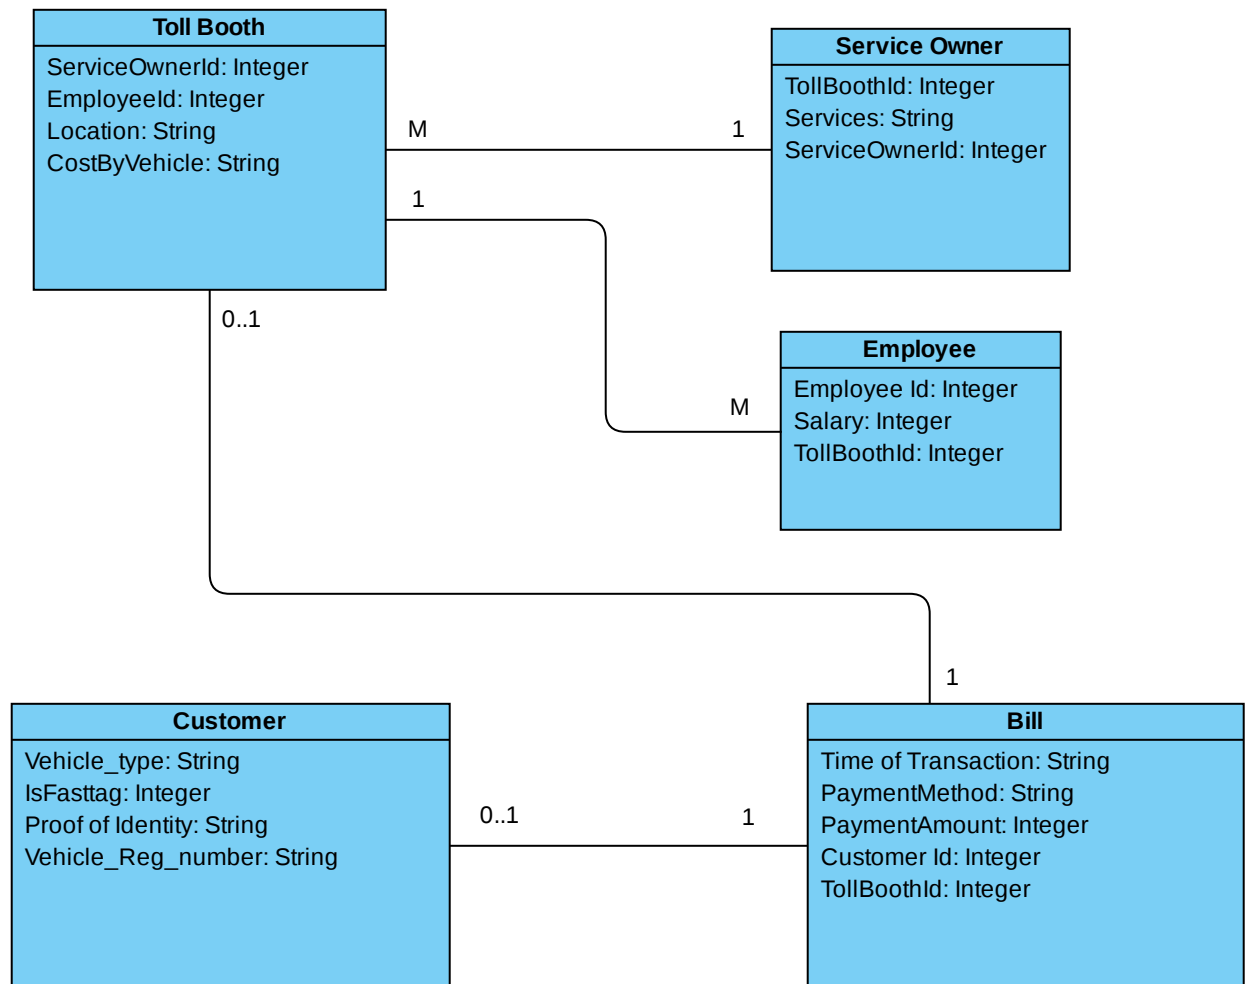 Toll Booth
ServiceOwnerId: Integer
EmployeeId: Integer
Location: String
CostByVehicle: String
Service Owner
TollBoothId: Integer
Services: String
ServiceOwnerId: Integer
M
1
1
M
0..1
Employee
Employee Id: Integer
Salary: Integer
TollBoothId: Integer
1
Customer
Vehicle_type: String
IsFasttag: Integer
Proof of Identity: String
Vehicle_Reg_number: String
0..1
1
Bill
Time of Transaction: String
PaymentMethod: String
PaymentAmount: Integer
Customer Id: Integer
TollBoothId: Integer